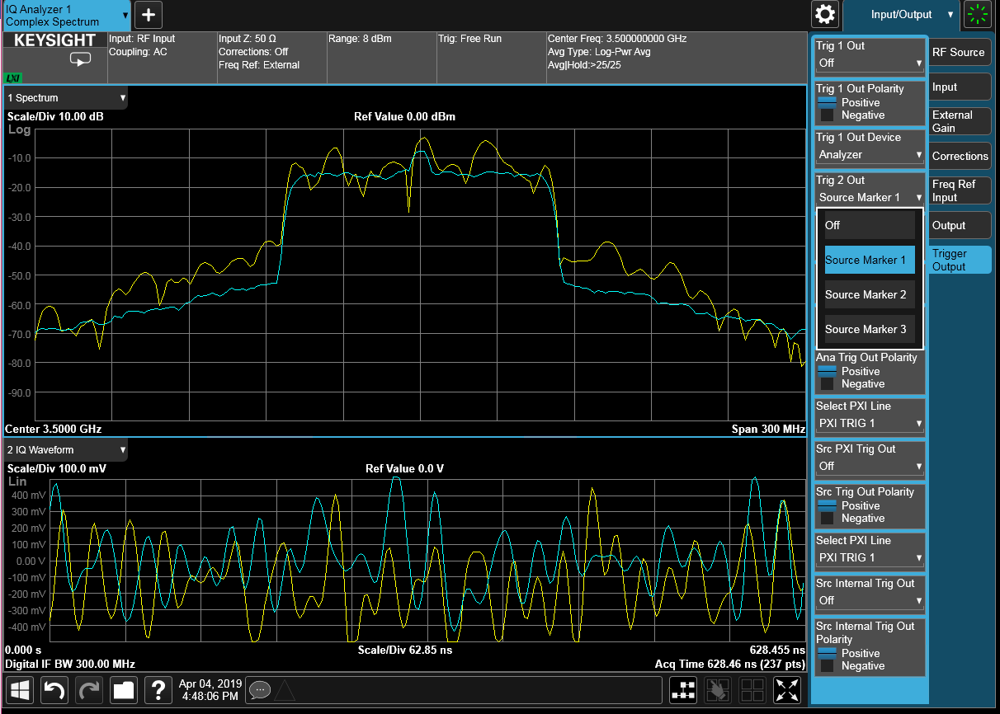 IQ Analyzer 1
Complex Spectrum
Input/Output
KEYSIGHT
LXI
Input: RF Input
Coupling: AC
Input Z: 50 Ω
Corrections: Off
Freq Ref: External
Range: 8 dBm
Trig: Free Run
Center Freq: 3.500000000 GHz
Avg Type: Log-Pwr Avg
Avg|Hold:>25/25
1 Spectrum
Scale/Div 10.00 dB
Ref Value 0.00 dBm
Log
-10.0
-20.0
-30.0
-40.0
-50.0
-60.0
-70.0
-80.0
-90.0
Center 3.5000 GHz
Span 300 MHz
2 IQ Waveform
Scale/Div 100.0 mV
Ref Value 0.0 V
Lin
400 mV
300 mV
200 mV
100 mV
0.00 V
-100 mV
-200 mV
-300 mV
-400 mV
0.000 s
Scale/Div 62.85 ns
628.455 ns
Digital IF BW 300.00 MHz
Acq Time 628.46 ns (237 pts)
?
Apr 04, 2019
4:48:06 PM
Trig 1 Out
Off
Trig 1 Out Polarity
Positive
Negative
Trig 1 Out Device
Analyzer
Trig 2 Out
Source Marker 1
Off
Source Marker 1
Source Marker 2
Source Marker 3
Ana Trig Out Polarity
Positive
Negative
Select PXI Line
PXI TRIG 1
Src PXI Trig Out
Off
Src Trig Out Polarity
Positive
Negative
Select PXI Line
PXI TRIG 1
Src Internal Trig Out
Off
Src Internal Trig Out
Polarity
Positive
Negative
RF Source
Input
External
Gain
Corrections
Freq Ref
Input
Output
Trigger
Output